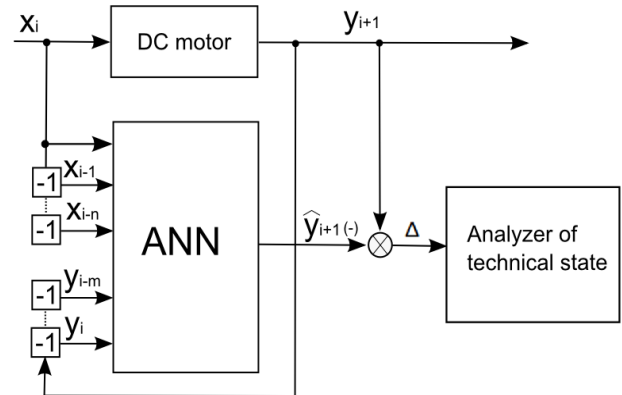 xi
DC motor
yi+1
-1
xi-1
-1
xi-n
ANN
ŷi+1 (-)
Δ
Analyzer of
technical state
-1
yi-m
-1
yi